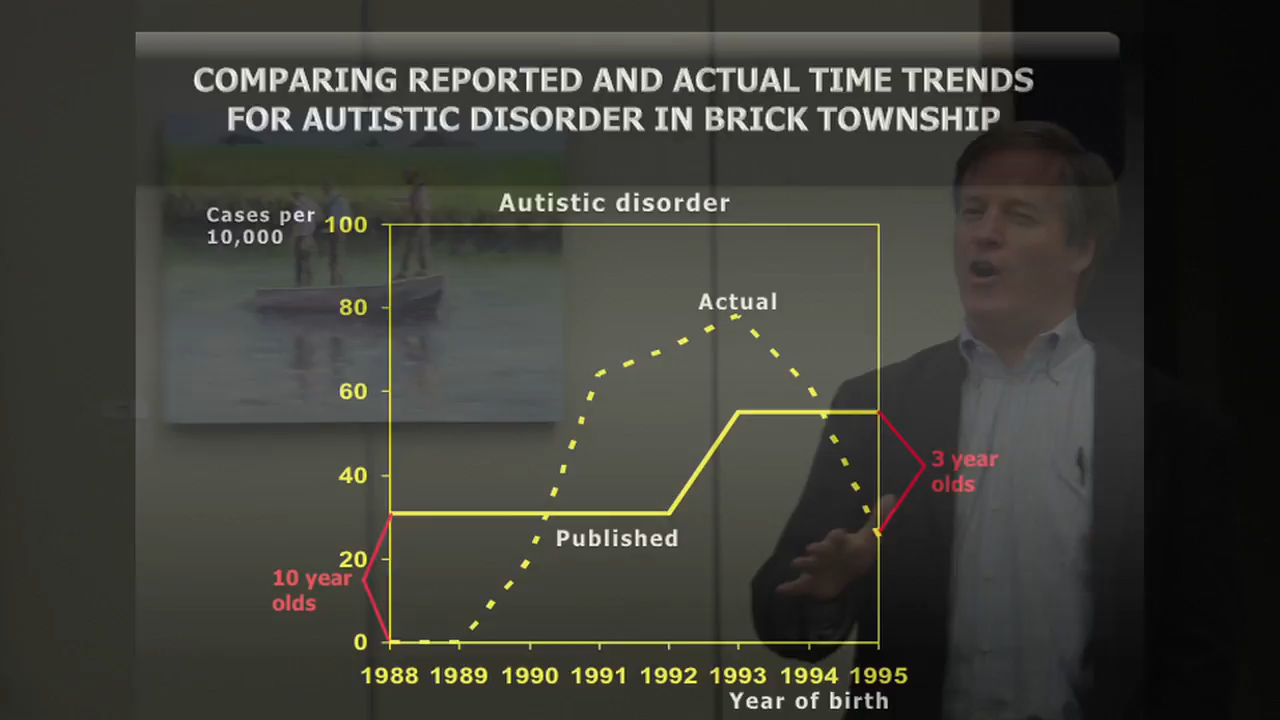 COMPARING REPORTED AND ACTUAL TIME TRENDS
FOR AUTISTIC DISORDER IN BRICK TOWNSHIP
Autistic disorder
Cases per
10,000
100
80
60
40
20
0
Actual
Published
3 year
olds
10 year
olds
1988 1989 1990 1991 1992 1993 1994 1995
Year of birth